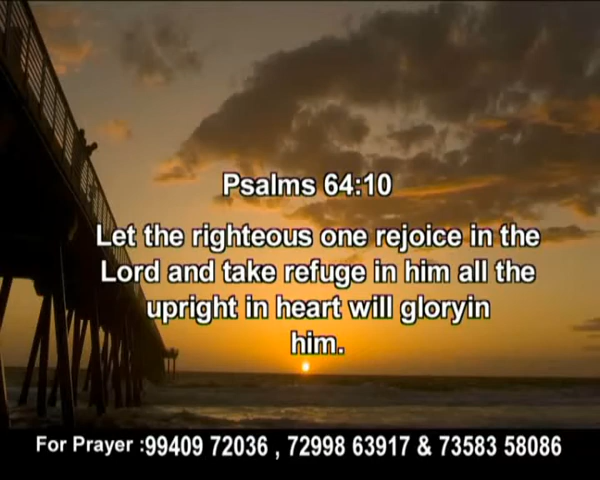 Psalms 64:10
Let the righteous one rejoice in the
Lord and take refuge in him all the
upright in heart will gloryin
him.
For Prayer :99409 72036 , 72998 63917 & 73583 58086